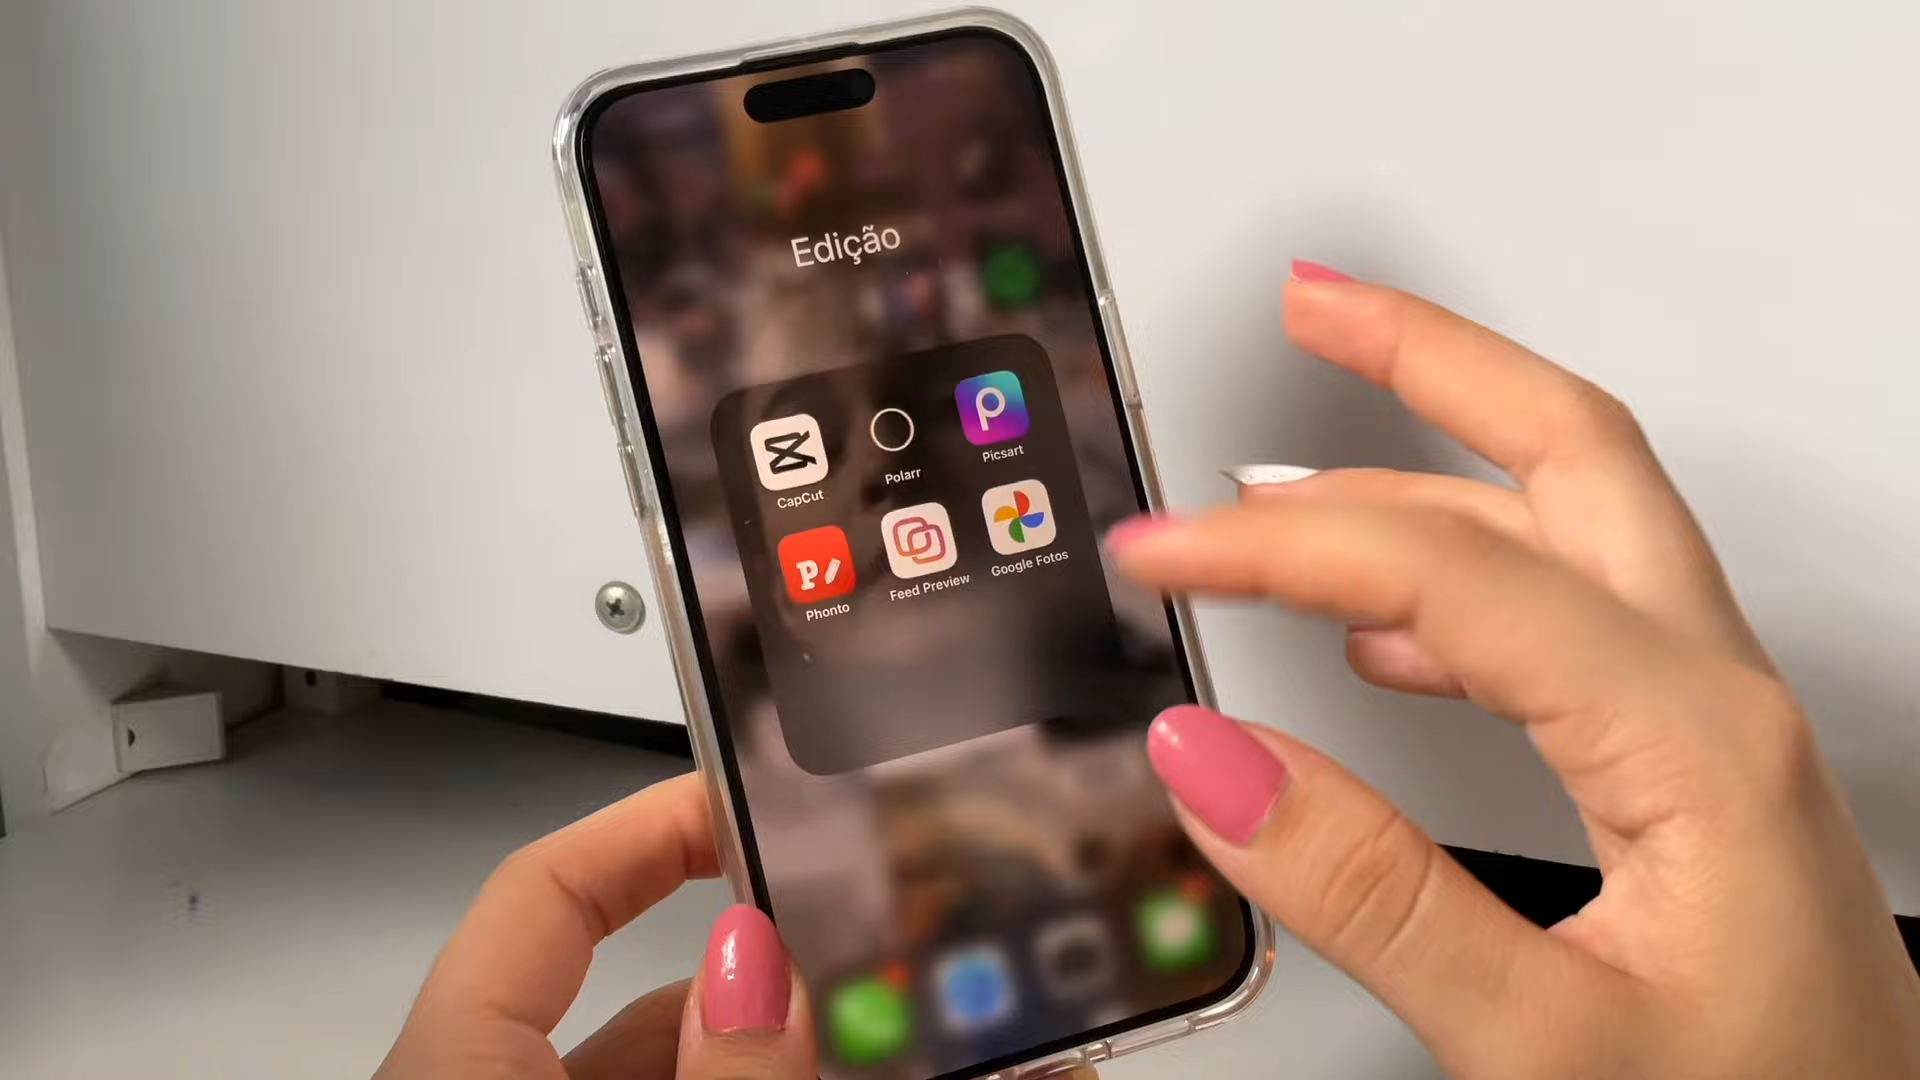 Edição
CapCut
Polarr
Picsart
Phonto
Feed Preview
Google Fotos